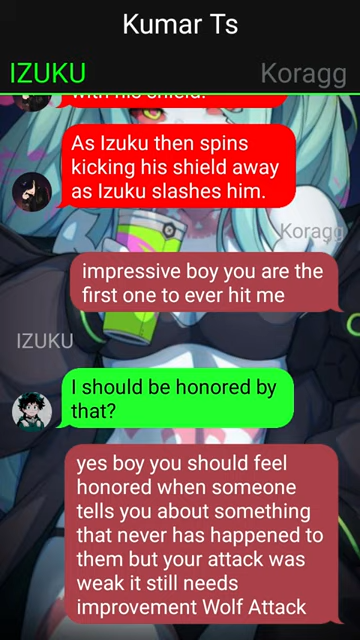 Kumar Ts
IZUKU
Koragg
with his shield.
As Izuku then spins
kicking his shield away
as Izuku slashes him.
Koragg
impressive boy you are the
first one to ever hit me
IZUKU
I should be honored by
that?
yes boy you should feel
honored when someone
tells you about something
that never has happened to
them but your attack was
weak it still needs
improvement Wolf Attack